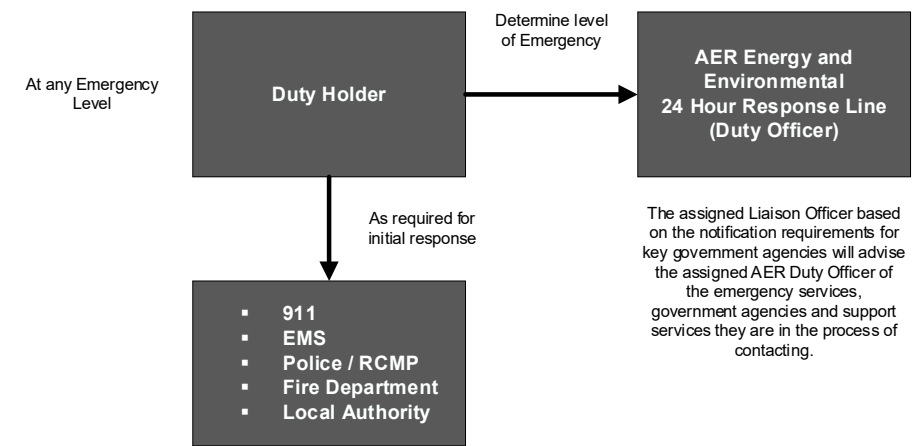 At any Emergency
Level
Duty Holder
Determine level
of Emergency
AER Energy and
Environmental
24 Hour Response Line
(Duty Officer)
As required for
initial response
The assigned Liaison Officer based
on the notification requirements for
key government agencies will advise
the assigned AER Duty Officer of
the emergency services,
government agencies and support
services they are in the process of
contacting.
▪ 911
▪ EMS
▪ Police / RCMP
▪ Fire Department
▪ Local Authority